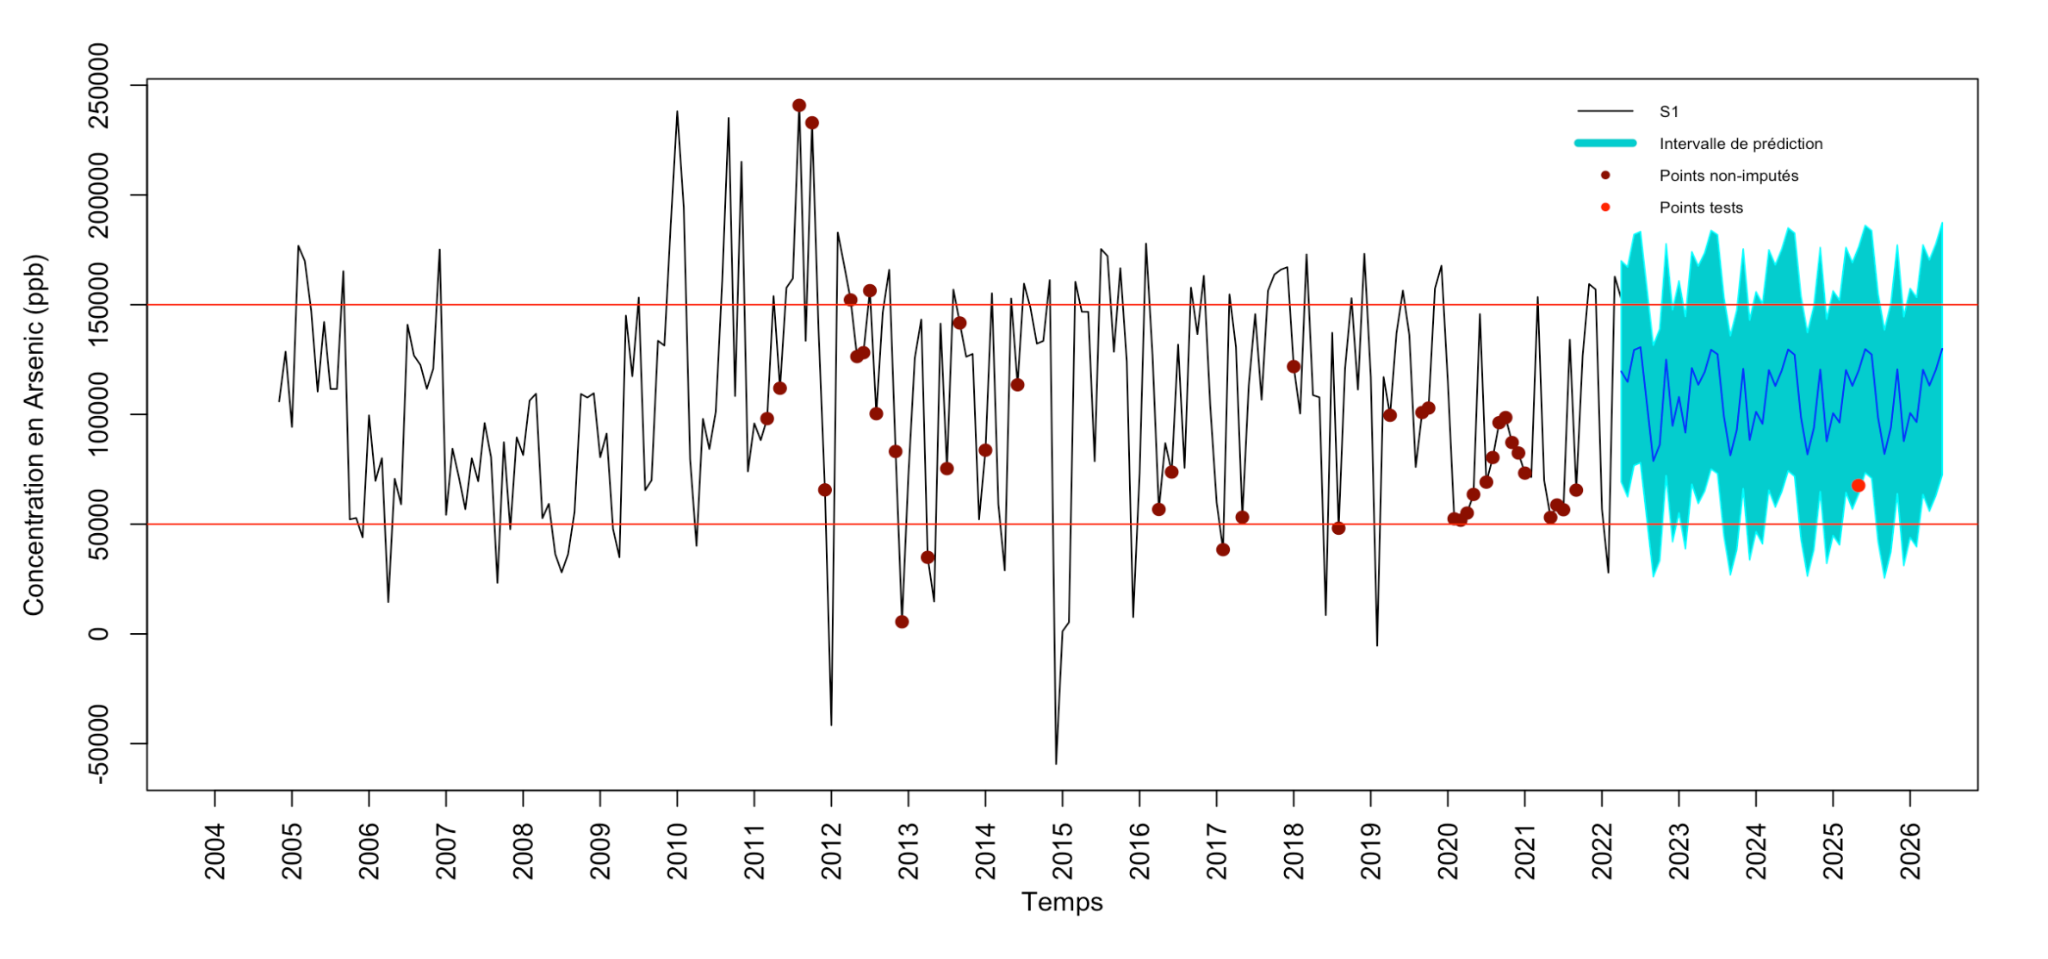 Concentration en Arsenic (ppb)
250000
200000
150000
100000
50000
0
-50000
S1
Intervalle de prédiction
Points non-imputés
Points tests
2004 2005 2006 2007 2008 2009 2010 2011 2012 2013 2014 2015 2016 2017 2018 2019 2020 2021 2022 2023 2024 2025 2026
Temps